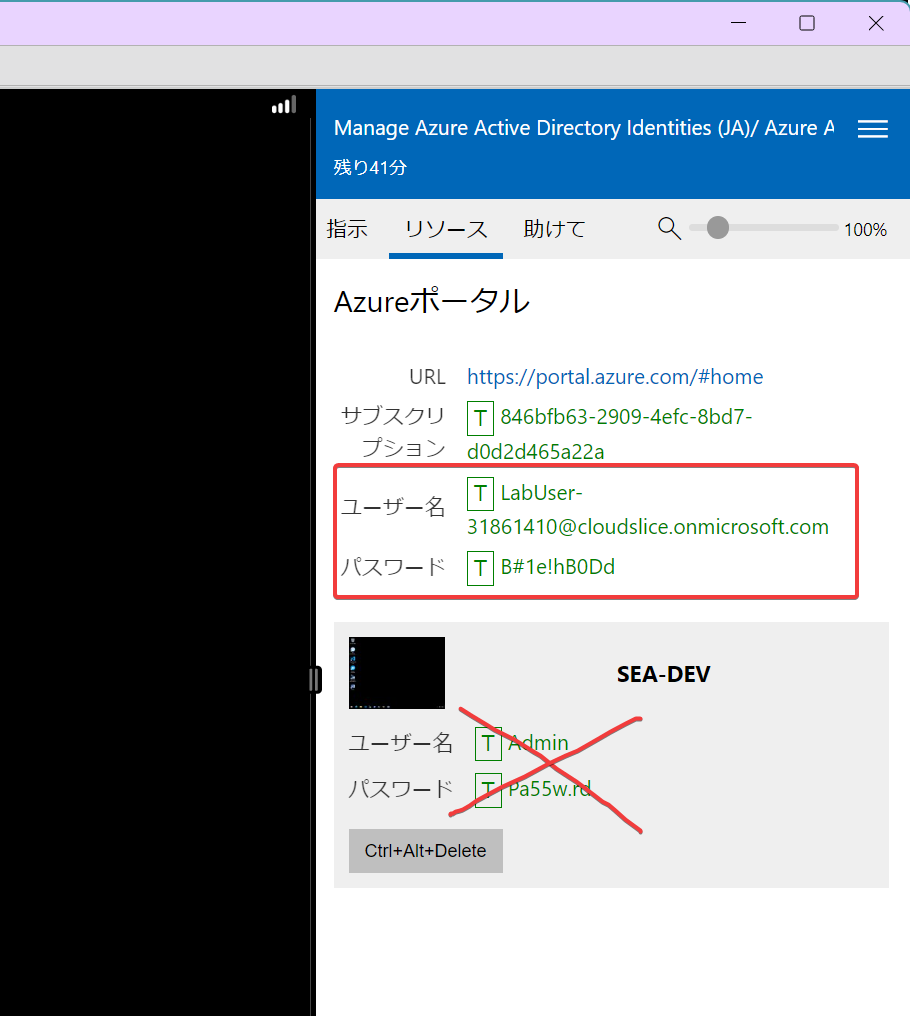 Manage Azure Active Directory Identities (JA)/ Azure A
残り41分
指示 リソース 助けて 100%
Azureポータル
URL https://portal.azure.com/#home
サブスクリプション T 846bfb63-2909-4efc-8bd7-
d0d2d465a22a
ユーザー名 T LabUser-
31861410@cloudslice.onmicrosoft.com
パスワード T B#1e!hB0Dd
SEA-DEV
ユーザー名 T Admin
パスワード T Pa55w.rd
Ctrl+Alt+Delete